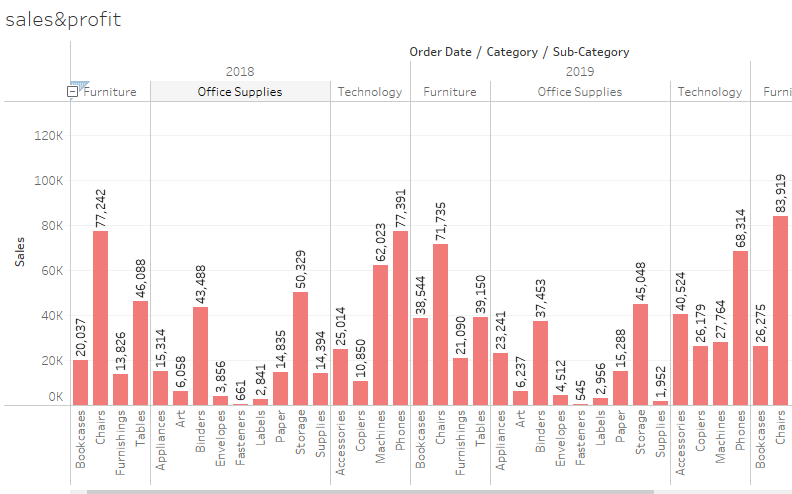 sales&profit
Order Date / Category / Sub-Category
2018 2019
Furniture Office Supplies Technology Furniture Office Supplies Technology Furni
Sales
120K
100K
80K
60K
40K
20K
0K
20,037 77,242 13,826 46,088 15,314 6,058 43,488 3,856 661 2,841 14,835 50,329 14,394 25,014 10,850 62,023 77,391 38,544 71,735 21,090 39,150 23,241 6,237 37,453 4,512 545 2,956 15,288 45,048 1,952 40,524 26,179 27,764 68,314 26,275 83,919
Bookcases Chairs Furnishings Tables Appliances Art Binders Envelopes Fasteners Labels Paper Storage Supplies Accessories Copiers Machines Phones Bookcases Chairs Furnishings Tables Appliances Art Binders Envelopes Fasteners Labels Paper Storage Supplies Accessories Copiers Machines Phones Bookcases Chairs